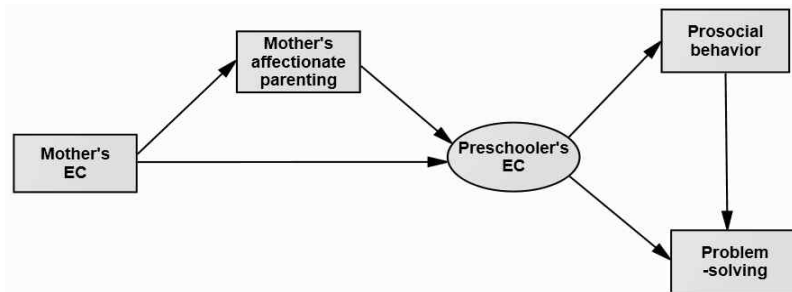 Mother's
affectionate
parenting
Prosocial
behavior
Mother's
EC
Preschooler's
EC
Problem
-solving